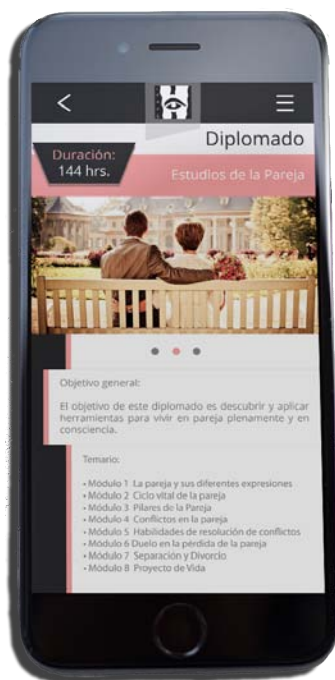 Diplomado
Duración:
144 hrs.
Estudios de la Pareja
Objetivo general:
El objetivo de este diplomado es descubrir y aplicar
herramientas para vivir en pareja plenamente y en
consciencia.
Temario:
• Módulo 1 La pareja y sus diferentes expresiones
• Módulo 2 Ciclo vital de la pareja
• Módulo 3 Pilares de la Pareja
• Módulo 4 Conflictos en la pareja
• Módulo 5 Habilidades de resolución de conflictos
• Módulo 6 Duelo en la pérdida de la pareja
• Módulo 7 Separación y Divorcio
• Módulo 8 Proyecto de Vida